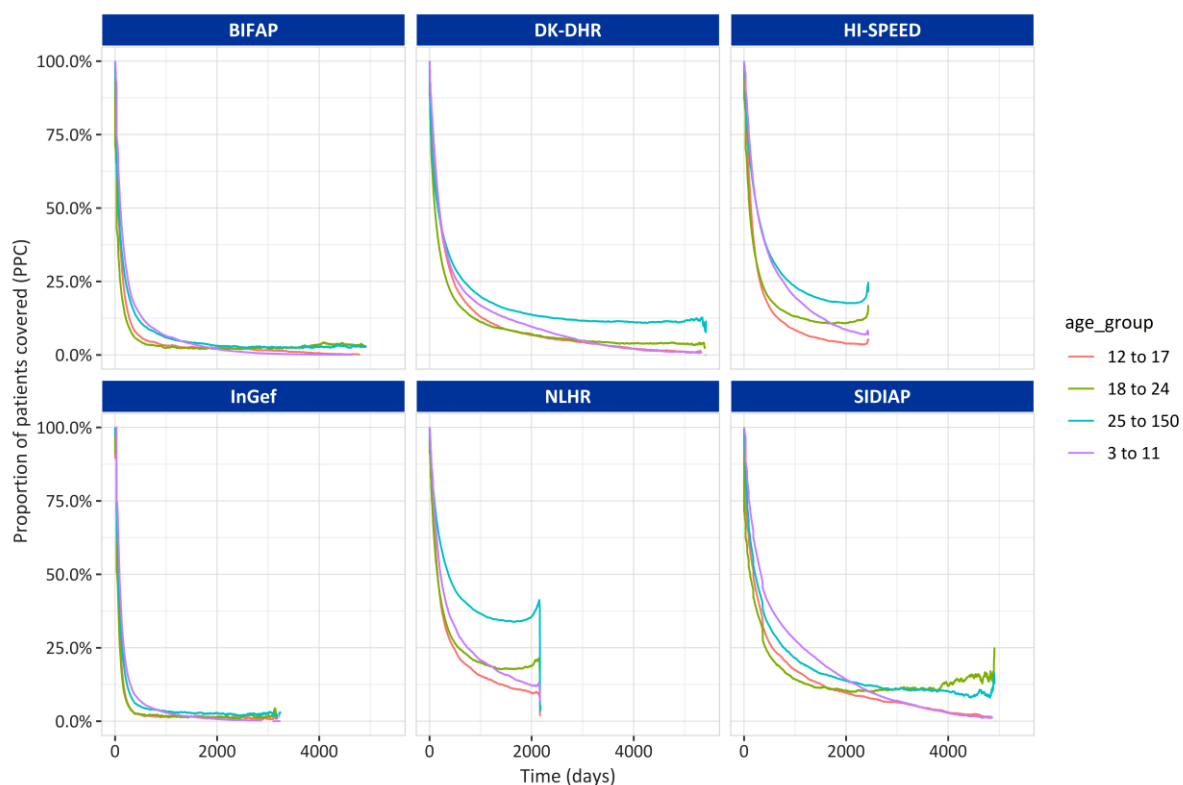 BIFAP DK-DHR HI-SPEED
100.0%
75.0%
50.0%
25.0%
0.0%
InGef NLHR SIDIAP
100.0%
75.0%
50.0%
25.0%
0.0%
0 2000 4000 0 2000 4000 0 2000 4000
Time (days)
Proportion of patients covered (PPC)
age_group
12 to 17
18 to 24
25 to 150
3 to 11